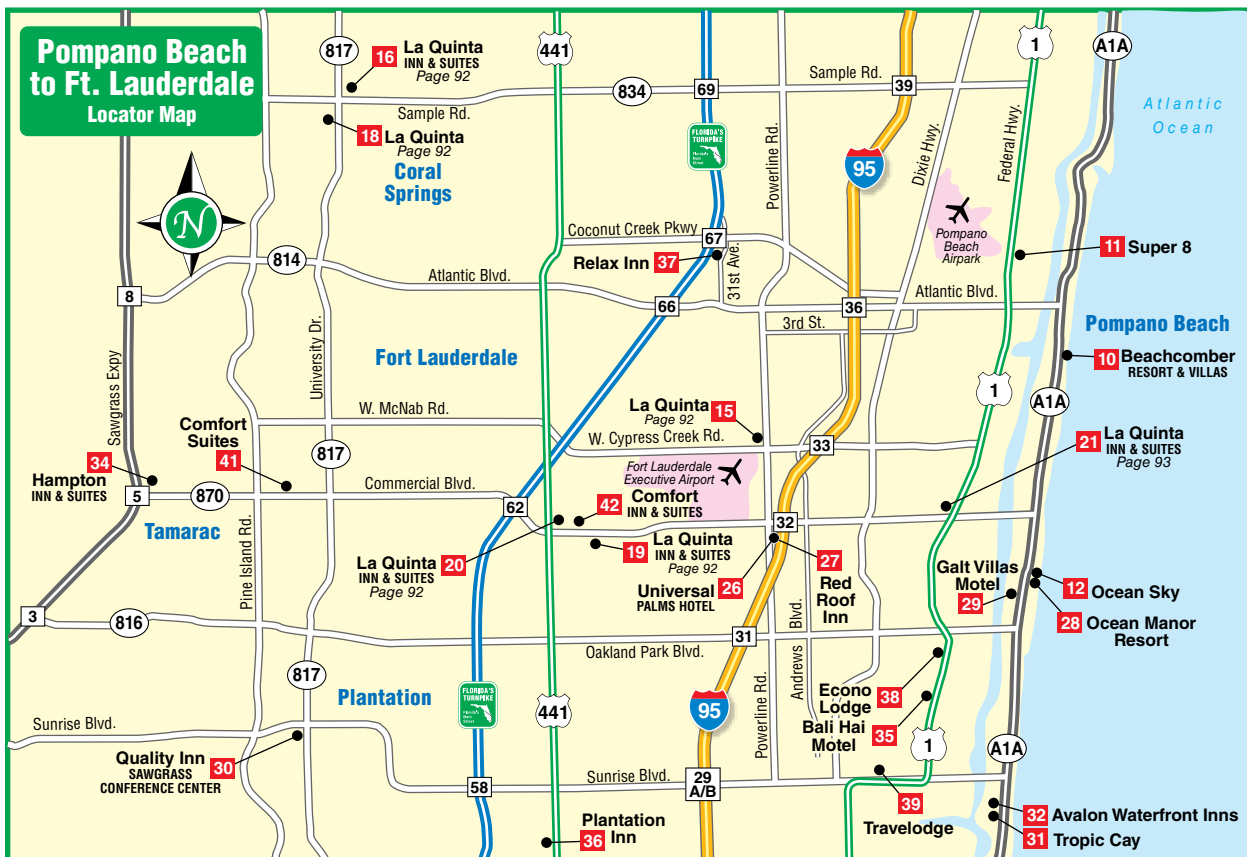 Pompano Beach
to Ft. Lauderdale
Locator Map
817
16 La Quinta
INN & SUITES
Page 92
441
1
A1A
Sample Rd.
834
69
39
Sample Rd.
18 La Quinta
Page 92
Coral
Springs
FLORIDA'S
TURNPIKE
95
Powerline Rd.
Dixie Hwy.
Federal Hwy.
Atlantic
Ocean
N
Pompano
Beach
Airpark
Coconut Creek Pkwy
67
Relax Inn 37
31st Ave.
11 Super 8
814
Atlantic Blvd.
8
66
36
Atlantic Blvd.
3rd St.
Pompano Beach
University Dr.
Sawgrass Expy
Fort Lauderdale
10 Beachcomber
RESORT & VILLAS
1
A1A
W. McNab Rd.
La Quinta 15
Page 92
W. Cypress Creek Rd.
33
21 La Quinta
INN & SUITES
Page 93
Comfort
Suites
41
817
34
Hampton
INN & SUITES
5
870
Commercial Blvd.
Fort Lauderdale
Executive Airport
62
42 Comfort
INN & SUITES
32
Tamarac
Pine Island Rd.
La Quinta 20
INN & SUITES
Page 92
19 La Quinta
INN & SUITES
Page 92
Universal 26
PALMS HOTEL
27
Red
Roof
Inn
Galt Villas
Motel
29
12 Ocean Sky
28 Ocean Manor
Resort
3
816
31
Oakland Park Blvd.
Andrews Blvd.
Powerline Rd.
817
Plantation
FLORIDA'S
TURNPIKE
441
95
Econo
Lodge 38
Bali Hai
Motel 35
1
A1A
Sunrise Blvd.
Quality Inn 30
SAWGRASS
CONFERENCE CENTER
58
Sunrise Blvd.
29
A/B
39
Travelodge
Plantation
Inn
36
32 Avalon Waterfront Inns
31 Tropic Cay